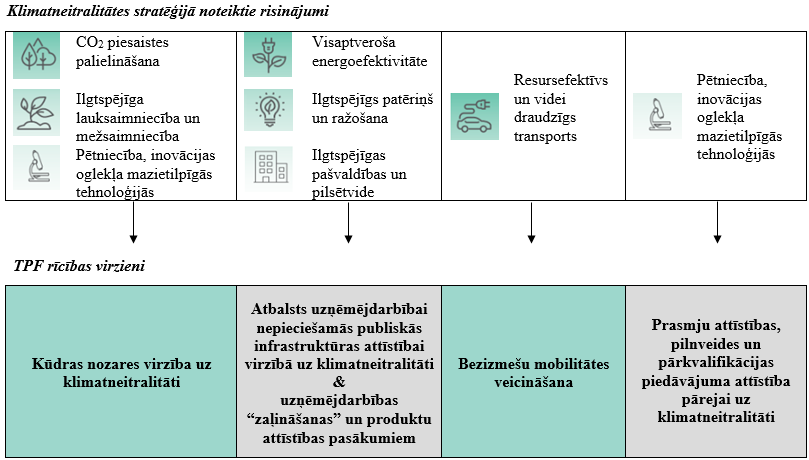 Klimatneitralitātes stratēģijā noteiktie risinājumi
CO2 piesaistes
palielināšana
Ilgtspējīga
lauksaimniecība un
mežsaimniecība
Pētniecība, inovācijas
oglekļa mazietilpīgās
tehnoloģijās
Visaptveroša
energoefektivitāte
Ilgtspējīgs patēriņš
un ražošana
Ilgtspējīgas
pašvaldības un
pilsētvide
Resursefektīvs
un videi
draudzīgs
transports
Pētniecība,
inovācijas
oglekļa
mazietilpīgās
tehnoloģijās
TPF rīcības virzieni
Kūdras nozares virzība uz
klimatneitralitāti
Atbalsts uzņēmējdarbībai
nepieciešamās publiskās
infrastruktūras attīstībai
virzībā uz klimatneitralitāti
&
uzņēmējdarbības
“zaļināšanas” un produktu
attīstības pasākumiem
Bezizmešu mobilitātes
veicināšana
Prasmju attīstības,
pilnveides un
pārkvalifikācijas
piedāvājuma attīstība
pārejai uz
klimatneitralitāti